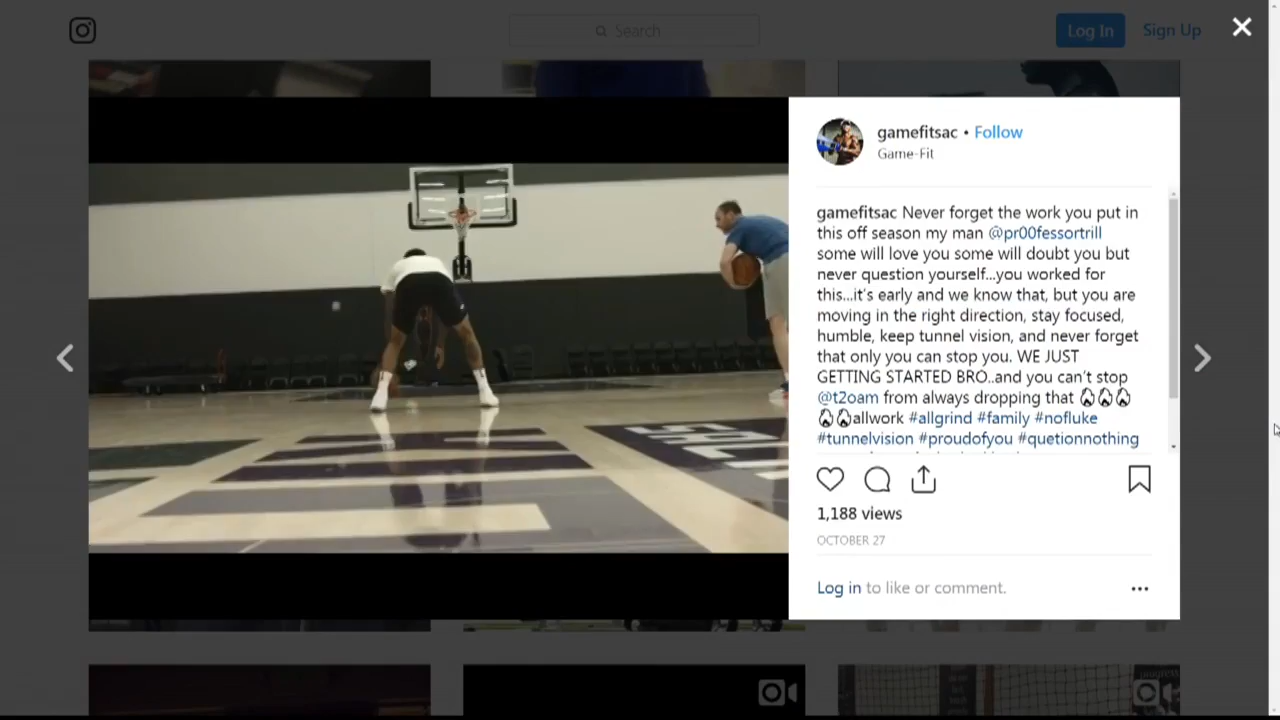 Search
Log In
Sign Up
gamefitsac • Follow
Game-Fit
gamefitsac Never forget the work you put in
this off season my man @pr00fessortrill
some will love you some will doubt you but
never question yourself...you worked for
this...it's early and we know that, but you are
moving in the right direction, stay focused,
humble, keep tunnel vision, and never forget
that only you can stop you. WE JUST
GETTING STARTED BRO..and you can't stop
@t2oam from always dropping that 🔥🔥🔥
🔥🔥allwork #allgrind #family #nofluke
#tunnelvision #proudofyou #quetionnothing
1,188 views
OCTOBER 27
Log in to like or comment.